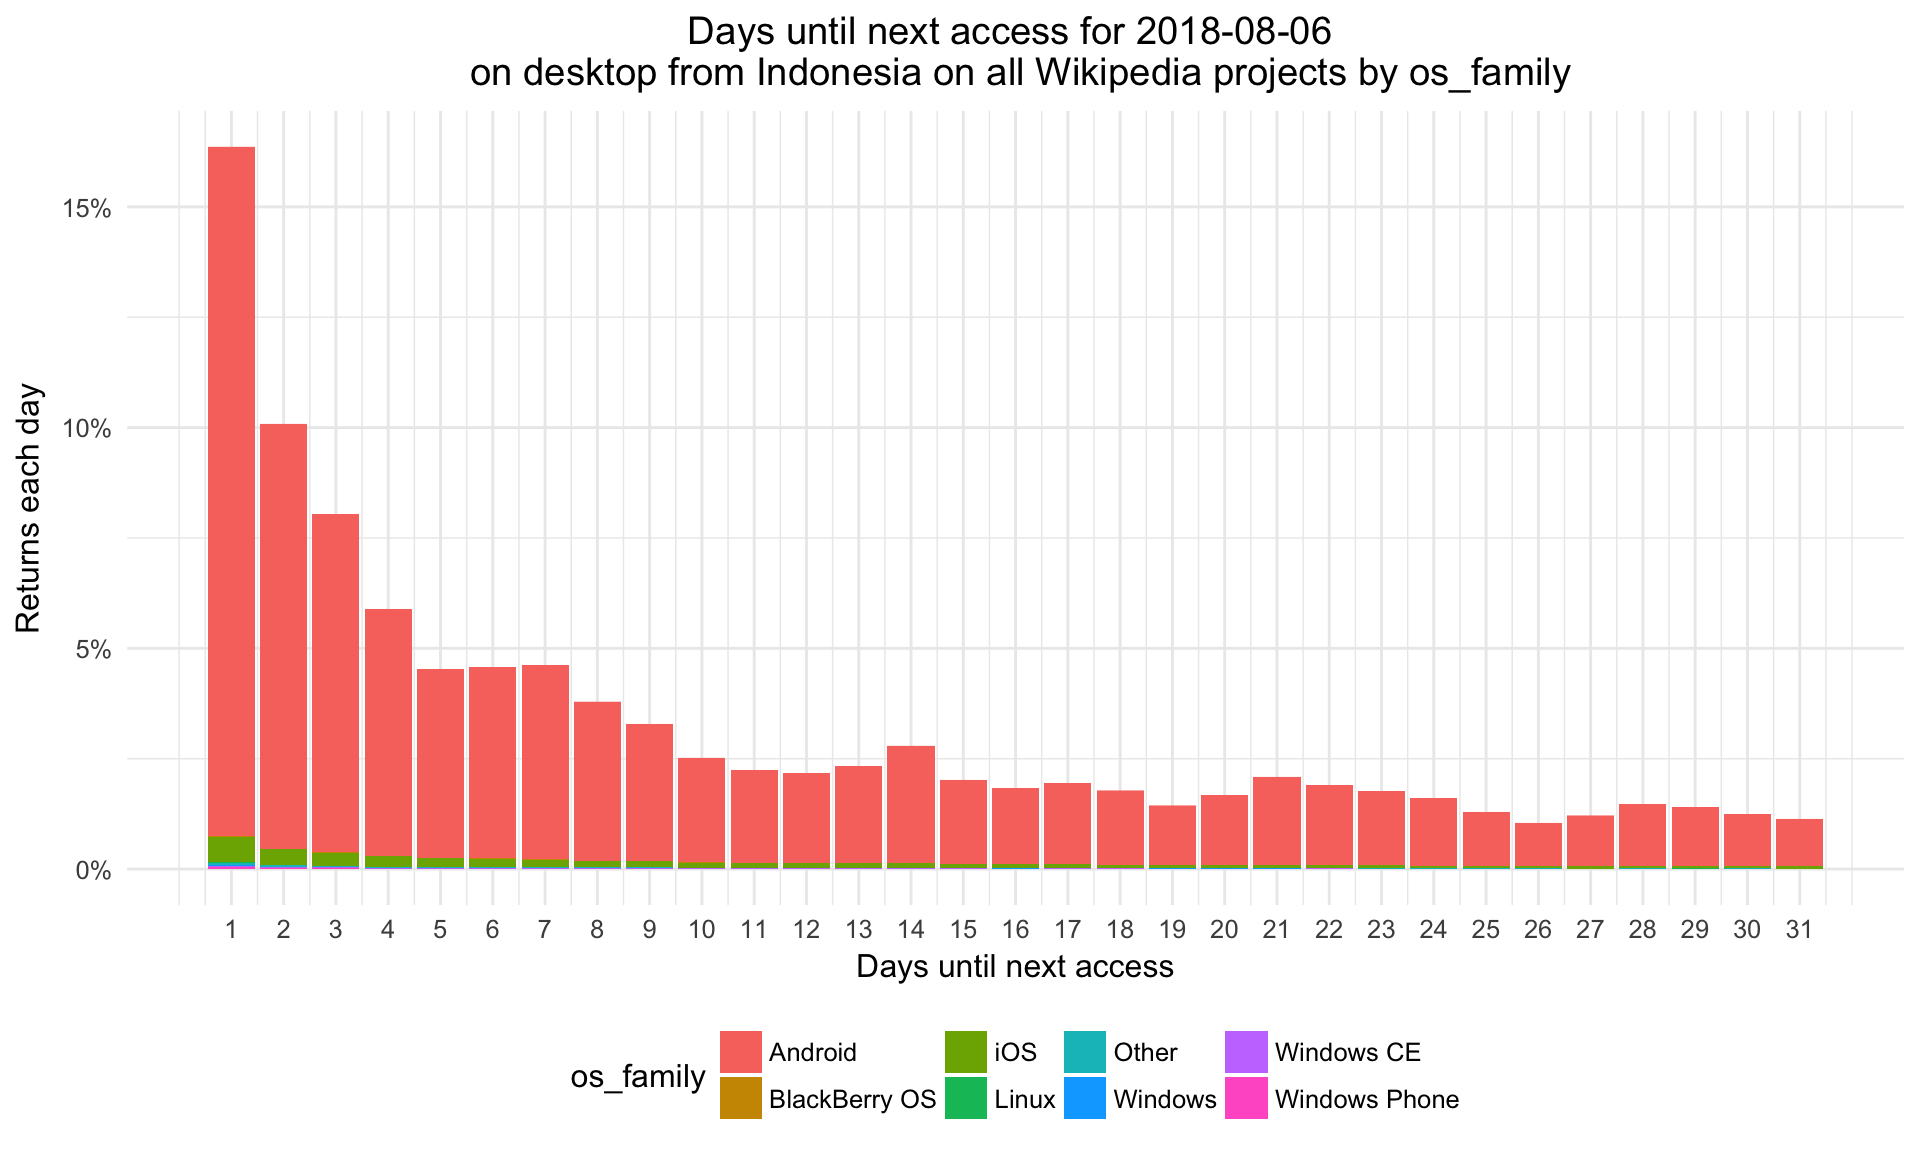 Days until next access for 2018-08-06
on desktop from Indonesia on all Wikipedia projects by os_family
Returns each day
15%
10%
5%
0%
1 2 3 4 5 6 7 8 9 10 11 12 13 14 15 16 17 18 19 20 21 22 23 24 25 26 27 28 29 30 31
Days until next access
os_family
Android iOS Other Windows CE
BlackBerry OS Linux Windows Windows Phone